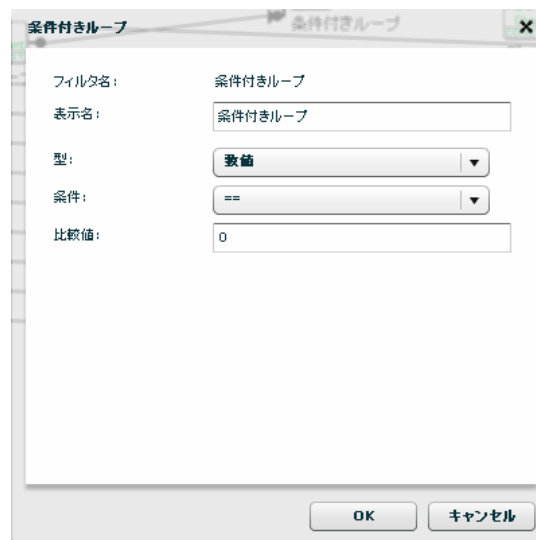 条件付きループ
条件付きループ
フィルタ名: 条件付きループ
表示名: 条件付きループ
型: 数値
条件: ==
比較値: 0
OK キャンセル